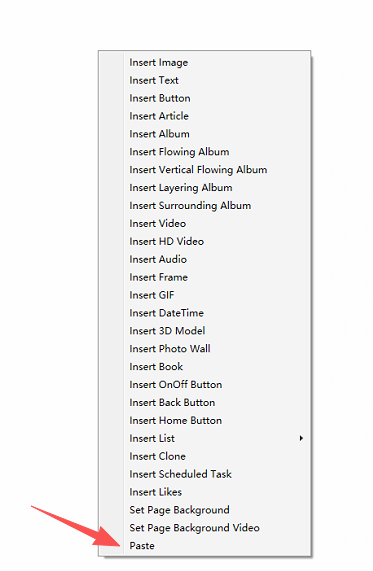 Insert Image
Insert Text
Insert Button
Insert Article
Insert Album
Insert Flowing Album
Insert Vertical Flowing Album
Insert Layering Album
Insert Surrounding Album
Insert Video
Insert HD Video
Insert Audio
Insert Frame
Insert GIF
Insert DateTime
Insert 3D Model
Insert Photo Wall
Insert Book
Insert OnOff Button
Insert Back Button
Insert Home Button
Insert List
Insert Clone
Insert Scheduled Task
Insert Likes
Set Page Background
Set Page Background Video
Paste